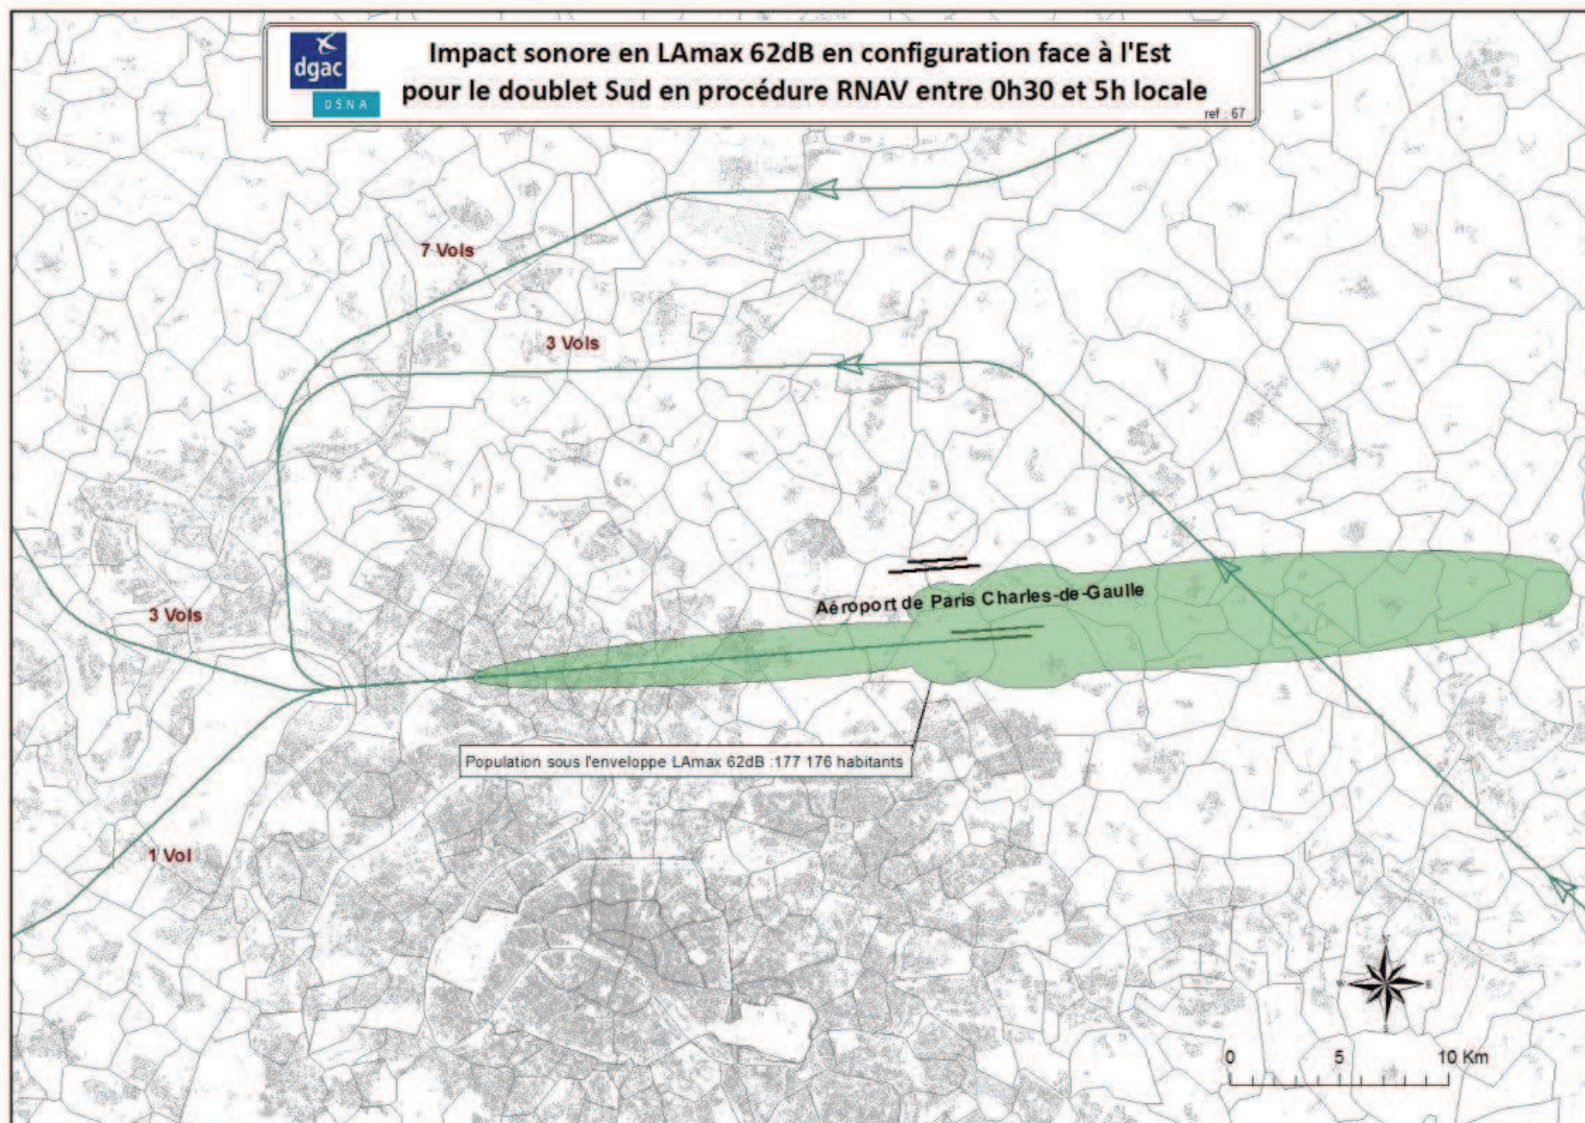 dgac
DSNA
Impact sonore en LAmax 62dB en configuration face à l'Est
pour le doublet Sud en procédure RNAV entre 0h30 et 5h locale
ref : 67
7 Vols
3 Vols
Aéroport de Paris Charles-de-Gaulle
3 Vols
Population sous l'enveloppe LAmax 62dB :177 176 habitants
1 Vol
N
W
E
S
0 5 10 Km